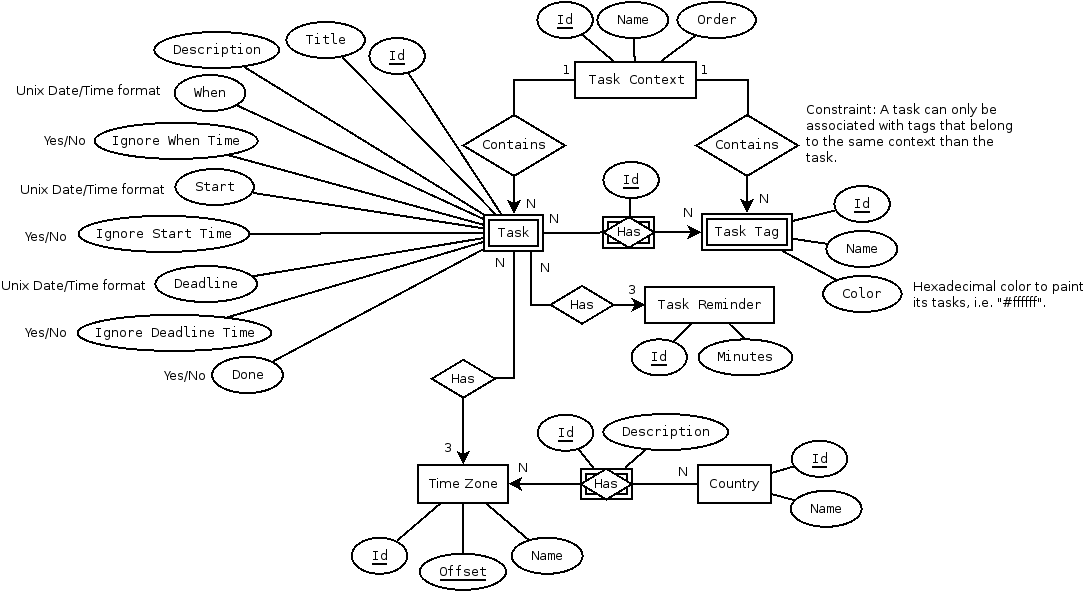 Id
Name
Order
Title
Description
Id
1
Task Context
1
Unix Date/Time format
When
Constraint: A task can only be
associated with tags that belong
to the same context than the
task.
Yes/No
Ignore When Time
Contains
Contains
Id
Unix Date/Time format
Start
N
N
Id
Yes/No
Ignore Start Time
Task
N
Has
N
Task Tag
Name
N
N
Unix Date/Time format
Deadline
3
Color
Hexadecimal color to paint
its tasks, i.e. "#ffffff".
Has
Task Reminder
Yes/No
Ignore Deadline Time
Id
Minutes
Yes/No
Done
Has
Id
Description
3
N
N
Id
Time Zone
Has
Country
Name
Id
Offset
Name